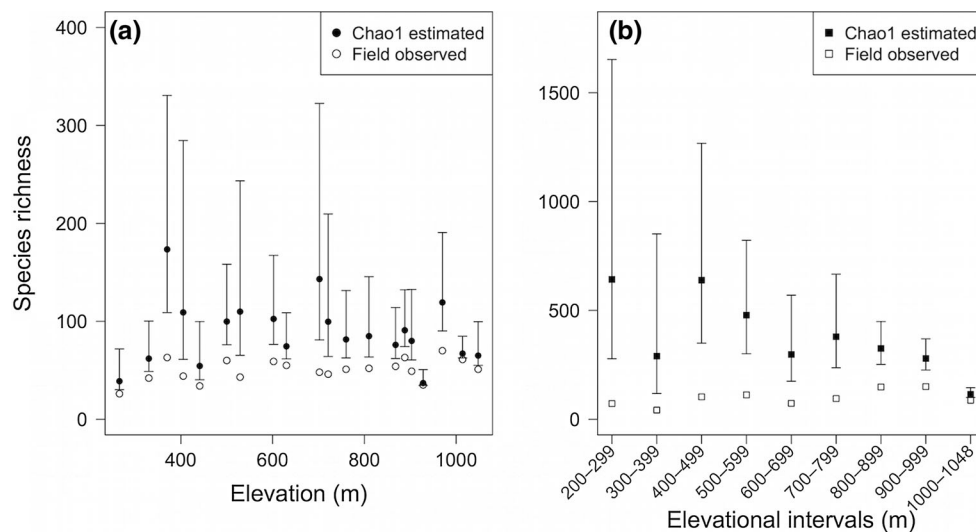 (a)
Chao1 estimated
Field observed
Species richness
400
300
200
100
0
400
600
800
1000
Elevation (m)
(b)
Chao1 estimated
Field observed
1500
1000
500
0
200–299
300–399
400–499
500–599
600–699
700–799
800–899
900–999
1000–1048
Elevational intervals (m)